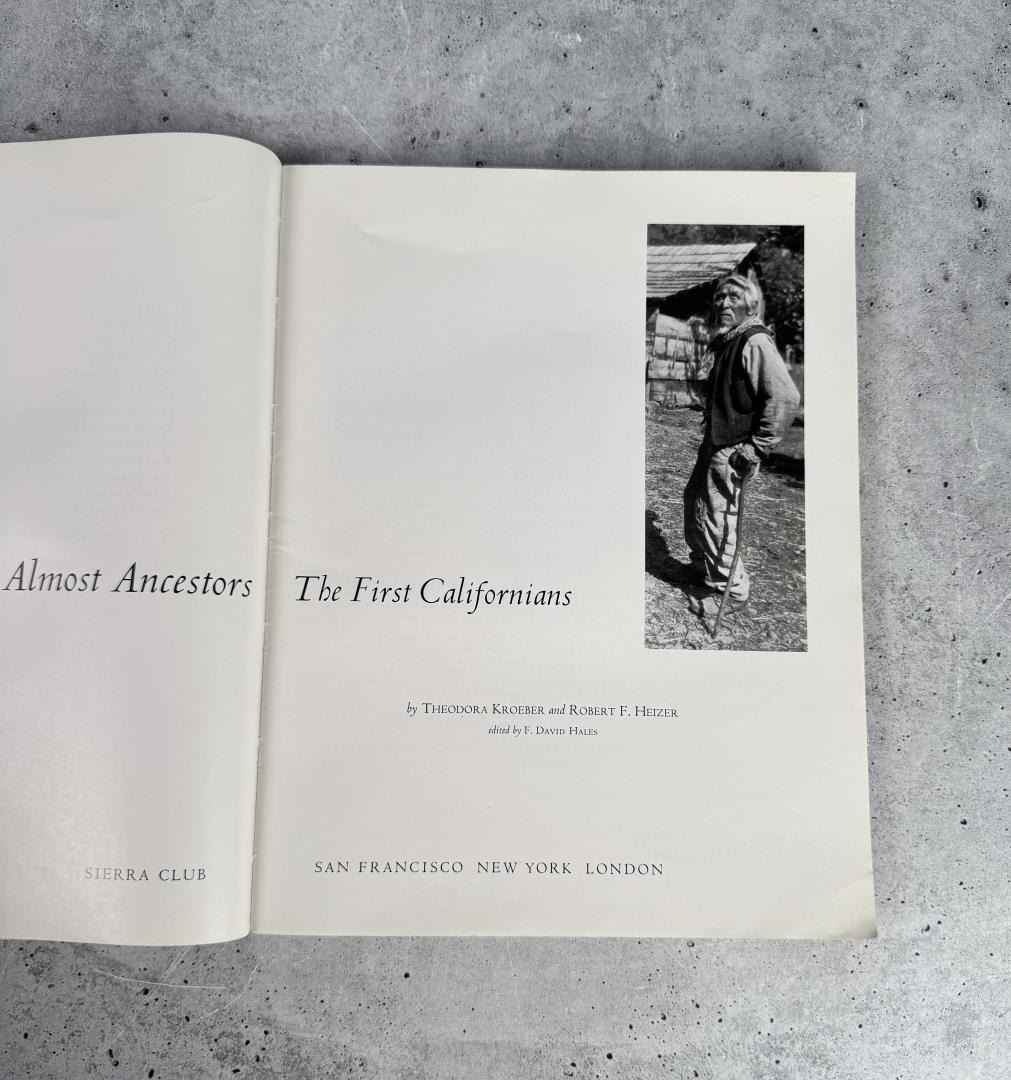 Almost Ancestors The First Californians
by THEODORA KROEBER and ROBERT F. HEIZER
edited by F. DAVID HALES
SIERRA CLUB SAN FRANCISCO NEW YORK LONDON